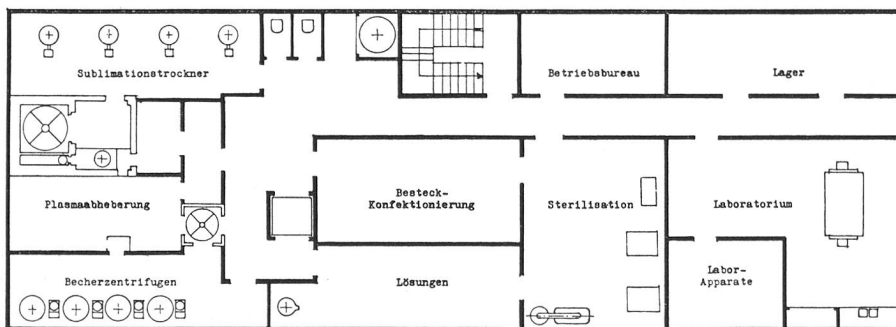 Sublimationstrockner
Betriebsbureau
Lager
Plasmaabheberung
Besteck-
Konfektionierung
Sterilisation
Laboratorium
Becherzentrifugen
Lösungen
Labor-
Apparate